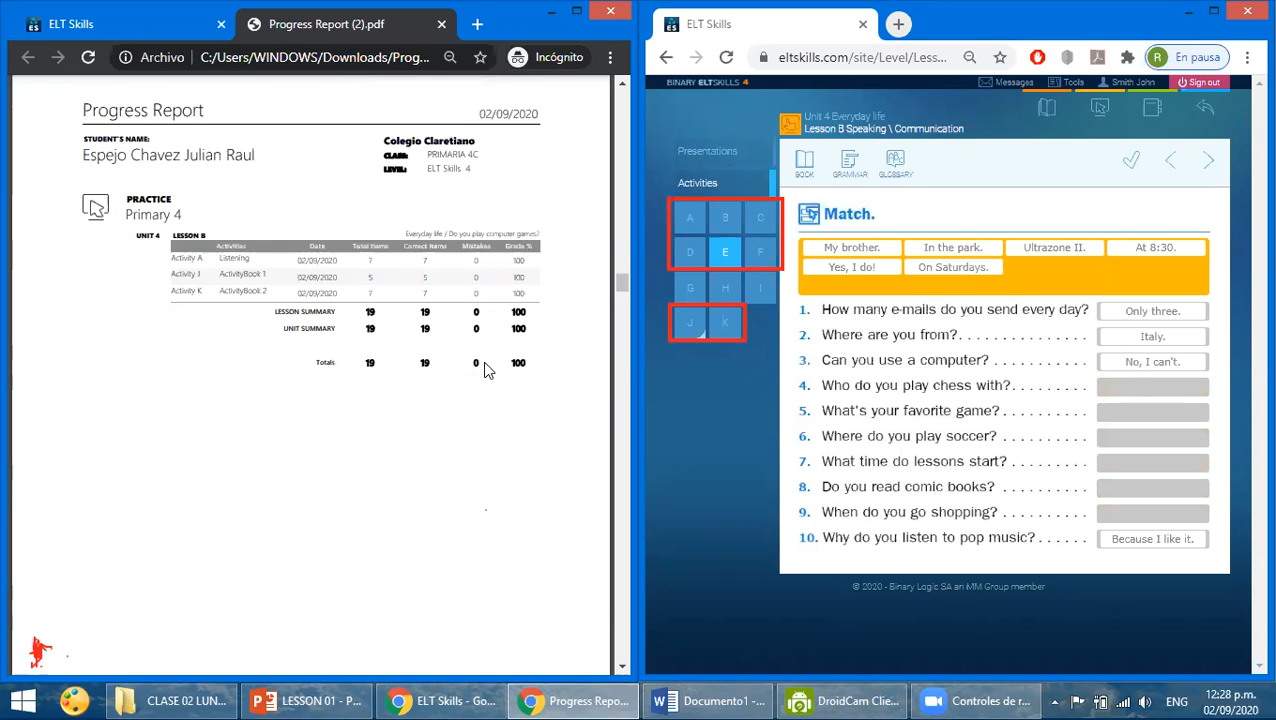 ELT Skills
Progress Report (2).pdf
Archivo
C:/Users/WINDOWS/Downloads/Prog...
Incógnito
Progress Report
02/09/2020
STUDENT'S NAME:
Espejo Chavez Julian Raul
Colegio Claretiano
CLASS: PRIMARIA 4C
LEVEL: ELT Skills 4
PRACTICE
Primary 4
UNIT 4 LESSON B Everyday life / Do you play computer games?
Activities Date Total Items Correct Items Mistakes Grade %
Activity A Listening 02/09/2020 7 7 0 100
Activity J ActivityBook 1 02/09/2020 5 5 0 100
Activity K ActivityBook 2 02/09/2020 7 7 0 100
LESSON SUMMARY 19 19 0 100
UNIT SUMMARY 19 19 0 100
Totals 19 19 0 100
ELT Skills
eltskills.com/site/Level/Less...
R En pausa
BINARY ELTSKILLS 4
Messages Tools Smith John Sign out
Unit 4 Everyday life
Lesson B Speaking \ Communication
Presentations
Activities
A B C
D E F
G H I
J K
BOOK GRAMMAR GLOSSARY
Match.
My brother. In the park. Ultrazone II. At 8:30.
Yes, I do! On Saturdays.
1. How many e-mails do you send every day? Only three.
2. Where are you from? . . . . . . . . . . . . . . Italy.
3. Can you use a computer? . . . . . . . . . . . No, I can't.
4. Who do you play chess with? . . . . . . . . .
5. What's your favorite game? . . . . . . . . . .
6. Where do you play soccer? . . . . . . . . . .
7. What time do lessons start? . . . . . . . . .
8. Do you read comic books? . . . . . . . . . .
9. When do you go shopping? . . . . . . . . . .
10. Why do you listen to pop music? . . . . . . Because I like it.
© 2020 - Binary Logic SA an iMM Group member
CLASE 02 LUN...
LESSON 01 - P...
ELT Skills - Go...
Progress Repo...
Documento1 -...
DroidCam Clie...
Controles de r...
ENG
12:28 p.m.
02/09/2020